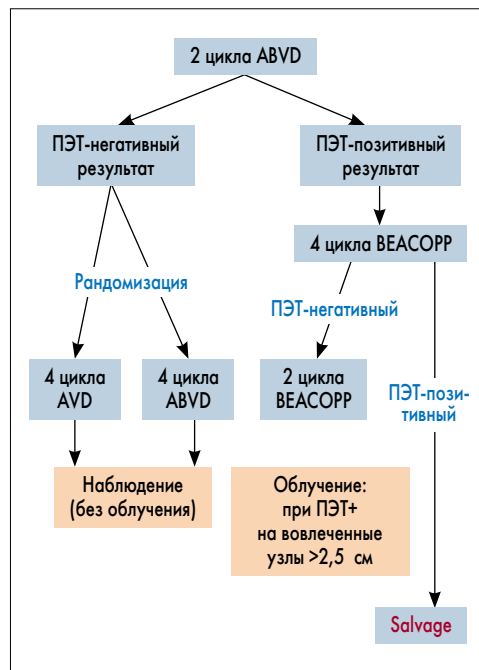 2 цикла ABVD
ПЭТ-негативный
результат
ПЭТ-позитивный
результат
4 цикла BEACOPP
Рандомизация
ПЭТ-негативный
4 цикла
AVD
4 цикла
ABVD
2 цикла
BEACOPP
ПЭТ-пози-
тивный
Наблюдение
(без облучения)
Облучение:
при ПЭТ+
на вовлеченные
узлы >2,5 см
Salvage